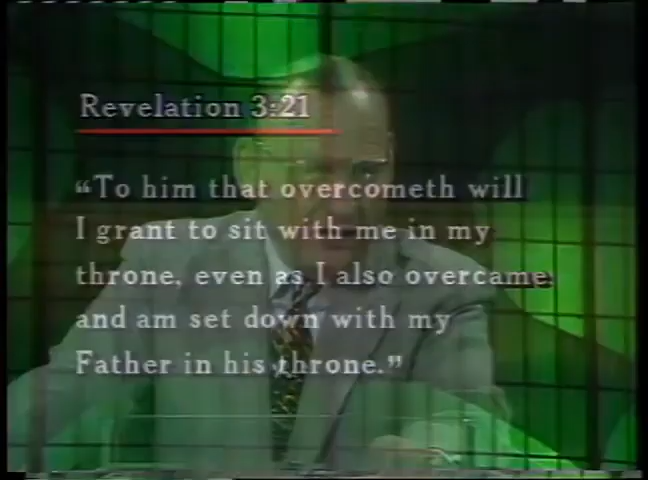 Revelation 3:21
“To him that overcometh will
I grant to sit with me in my
throne, even as I also overcame
and am set down with my
Father in his throne.”